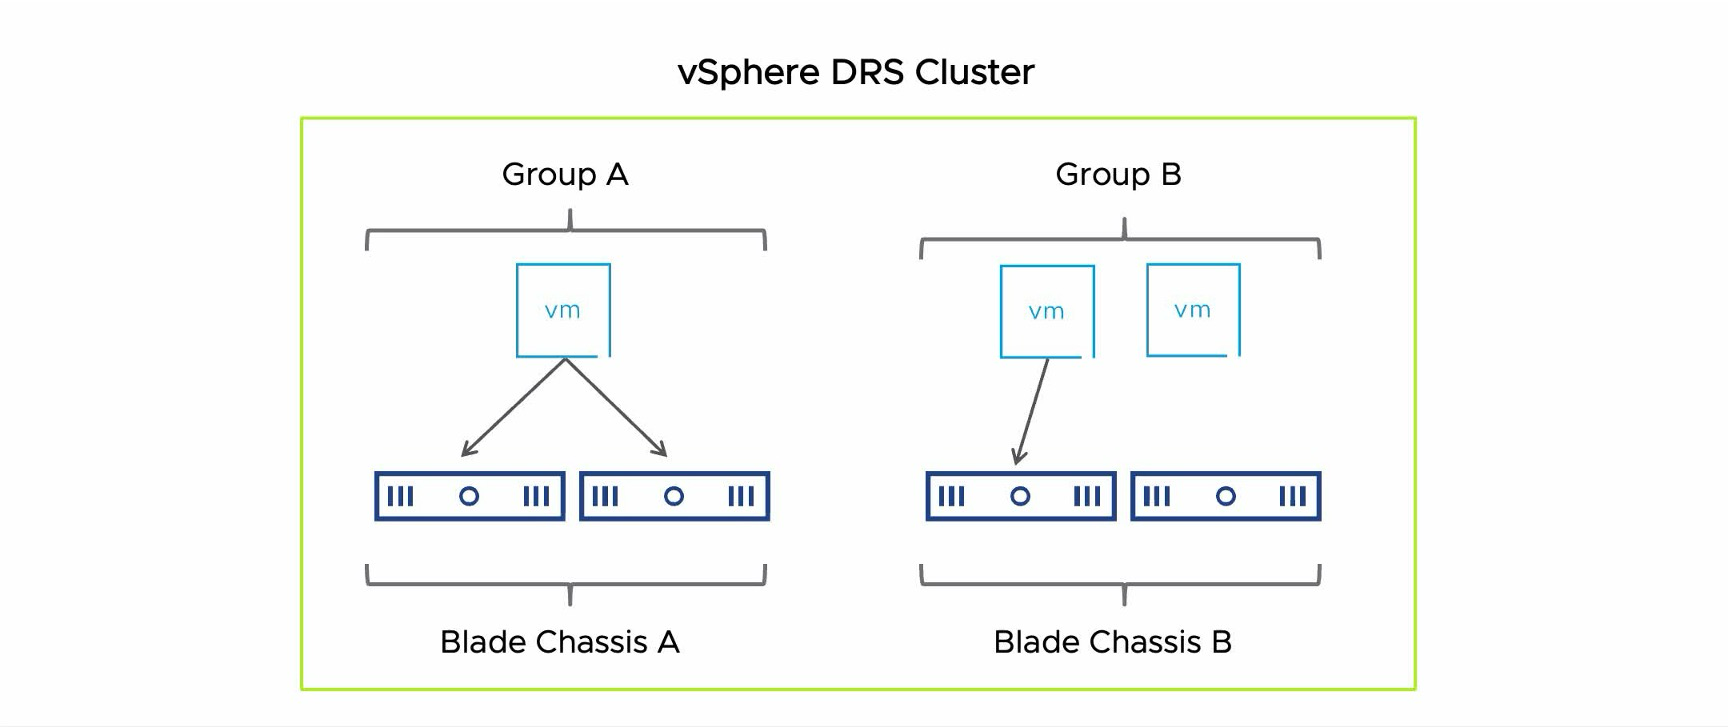 vSphere DRS Cluster
Group A
Group B
vm
vm
vm
Blade Chassis A
Blade Chassis B